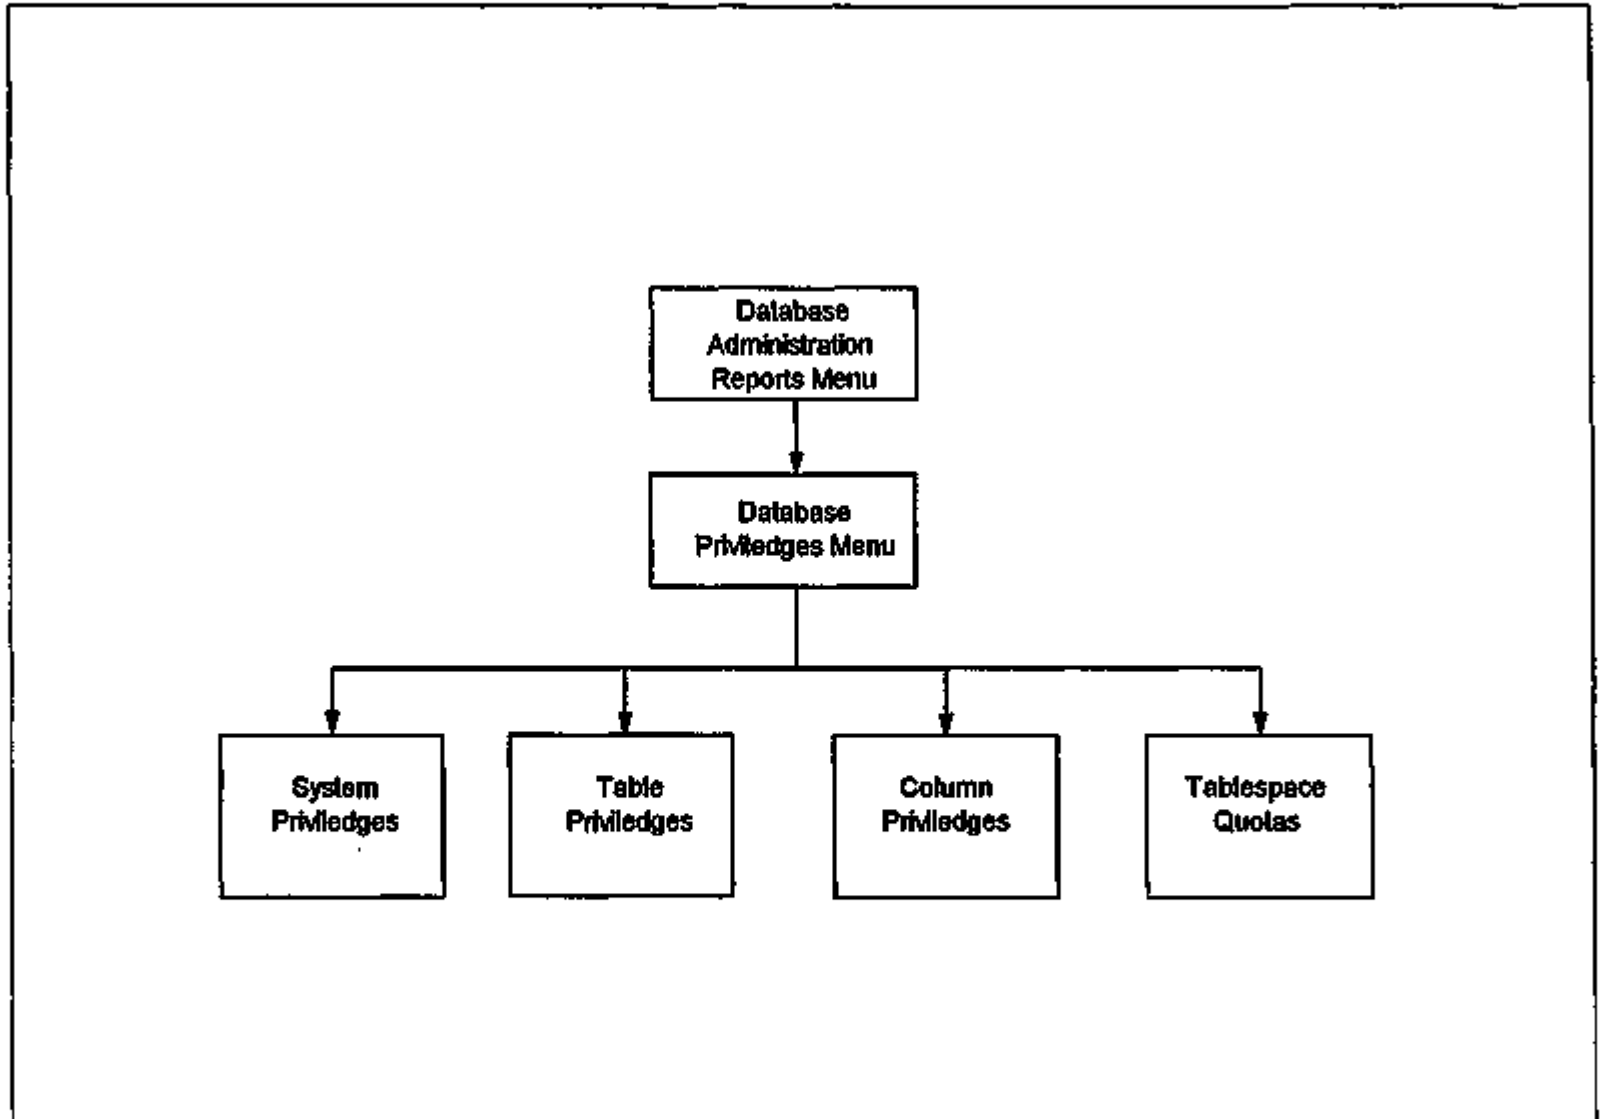 Database
Administration
Reports Menu
Database
Priviledges Menu
System
Priviledges
Table
Priviledges
Column
Priviledges
Tablespace
Quotas